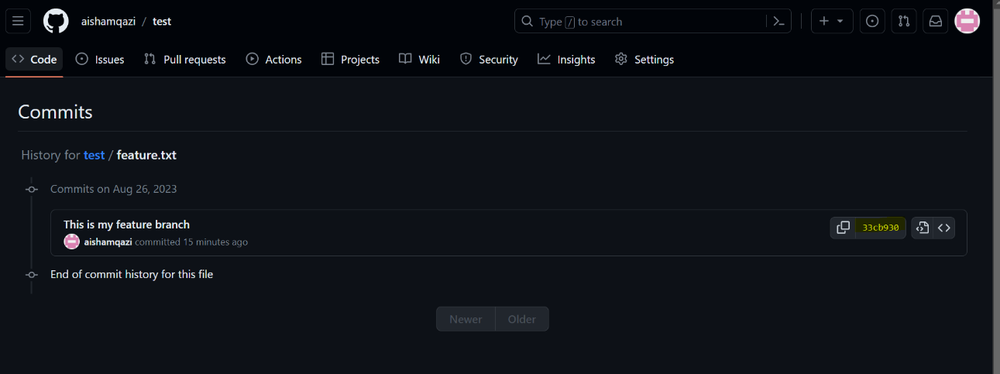 aishamqazi / test
Type / to search
Code Issues Pull requests Actions Projects Wiki Security Insights Settings
Commits
History for test / feature.txt
Commits on Aug 26, 2023
This is my feature branch
33cb930
aishamqazi committed 15 minutes ago
End of commit history for this file
Newer Older